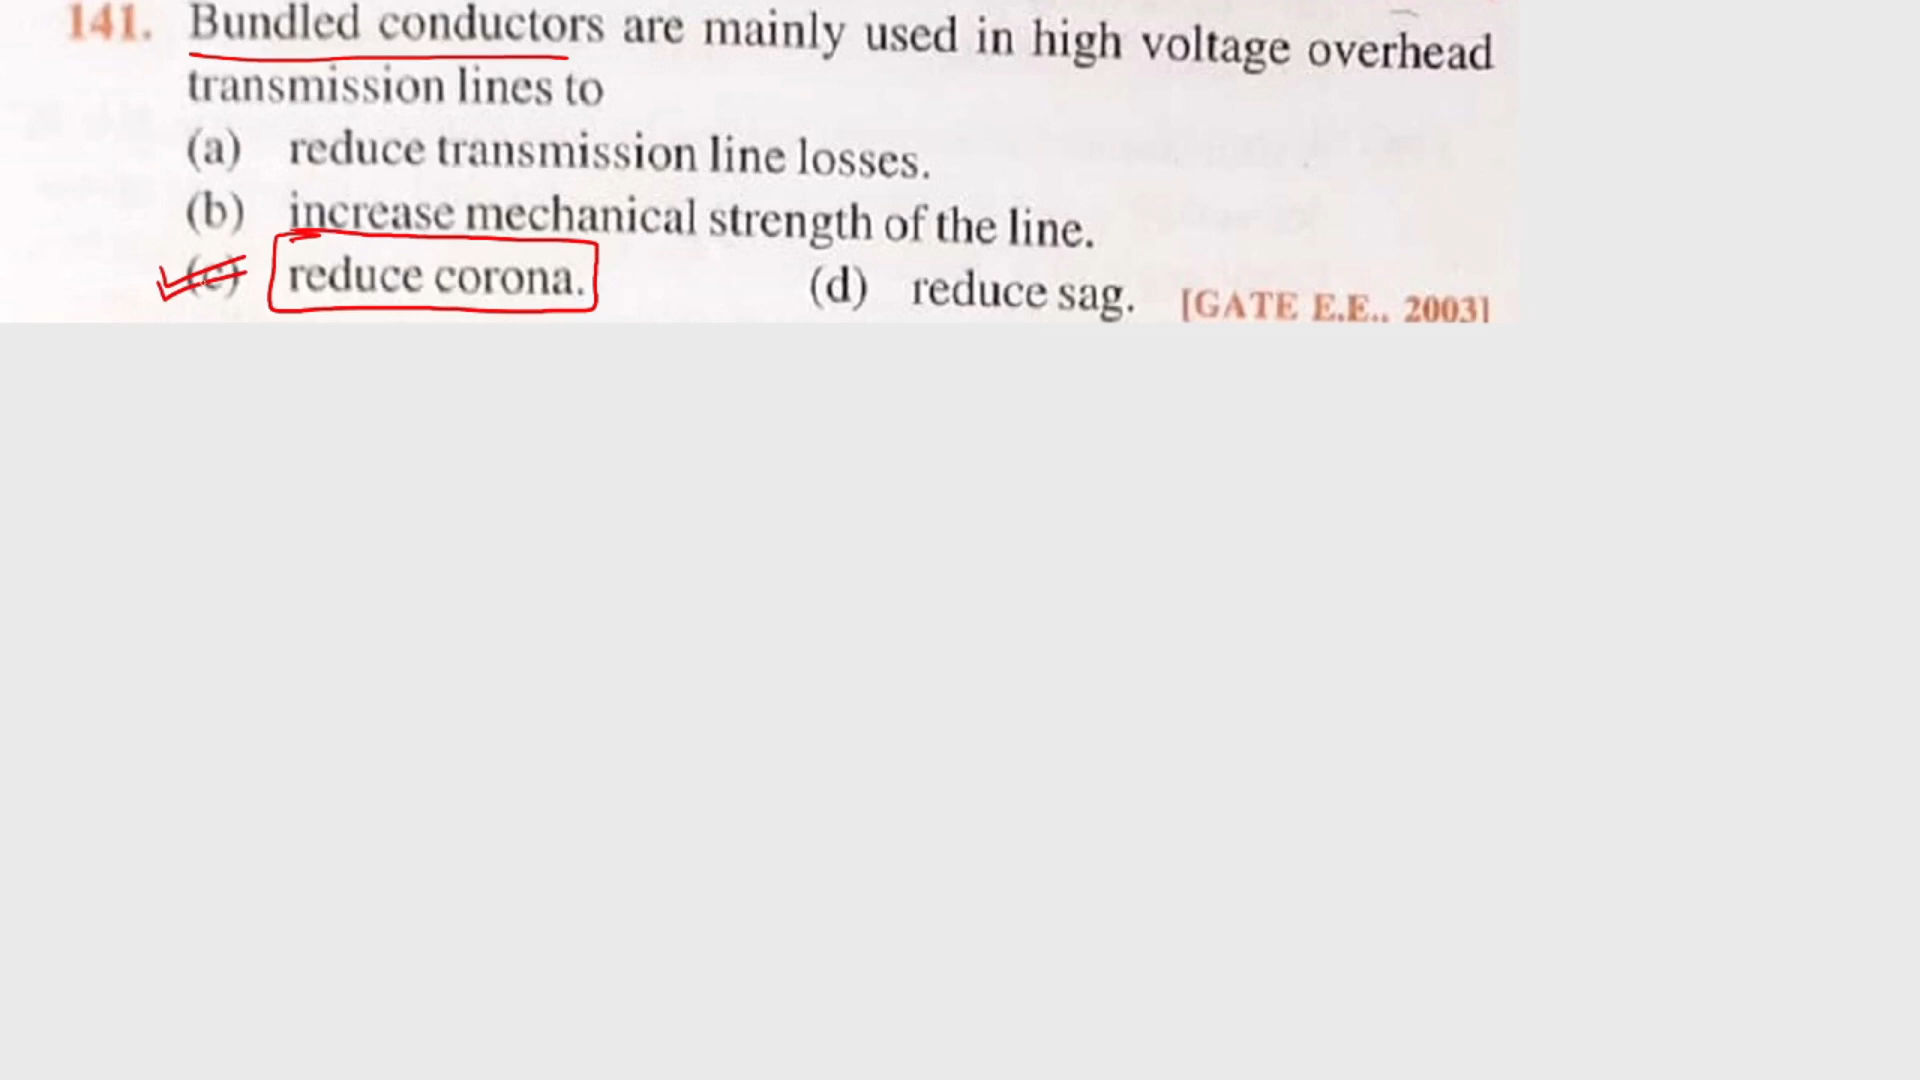 141. Bundled conductors are mainly used in high voltage overhead
transmission lines to
(a) reduce transmission line losses.
(b) increase mechanical strength of the line.
(c) reduce corona. (d) reduce sag. [GATE E.E.. 2003]